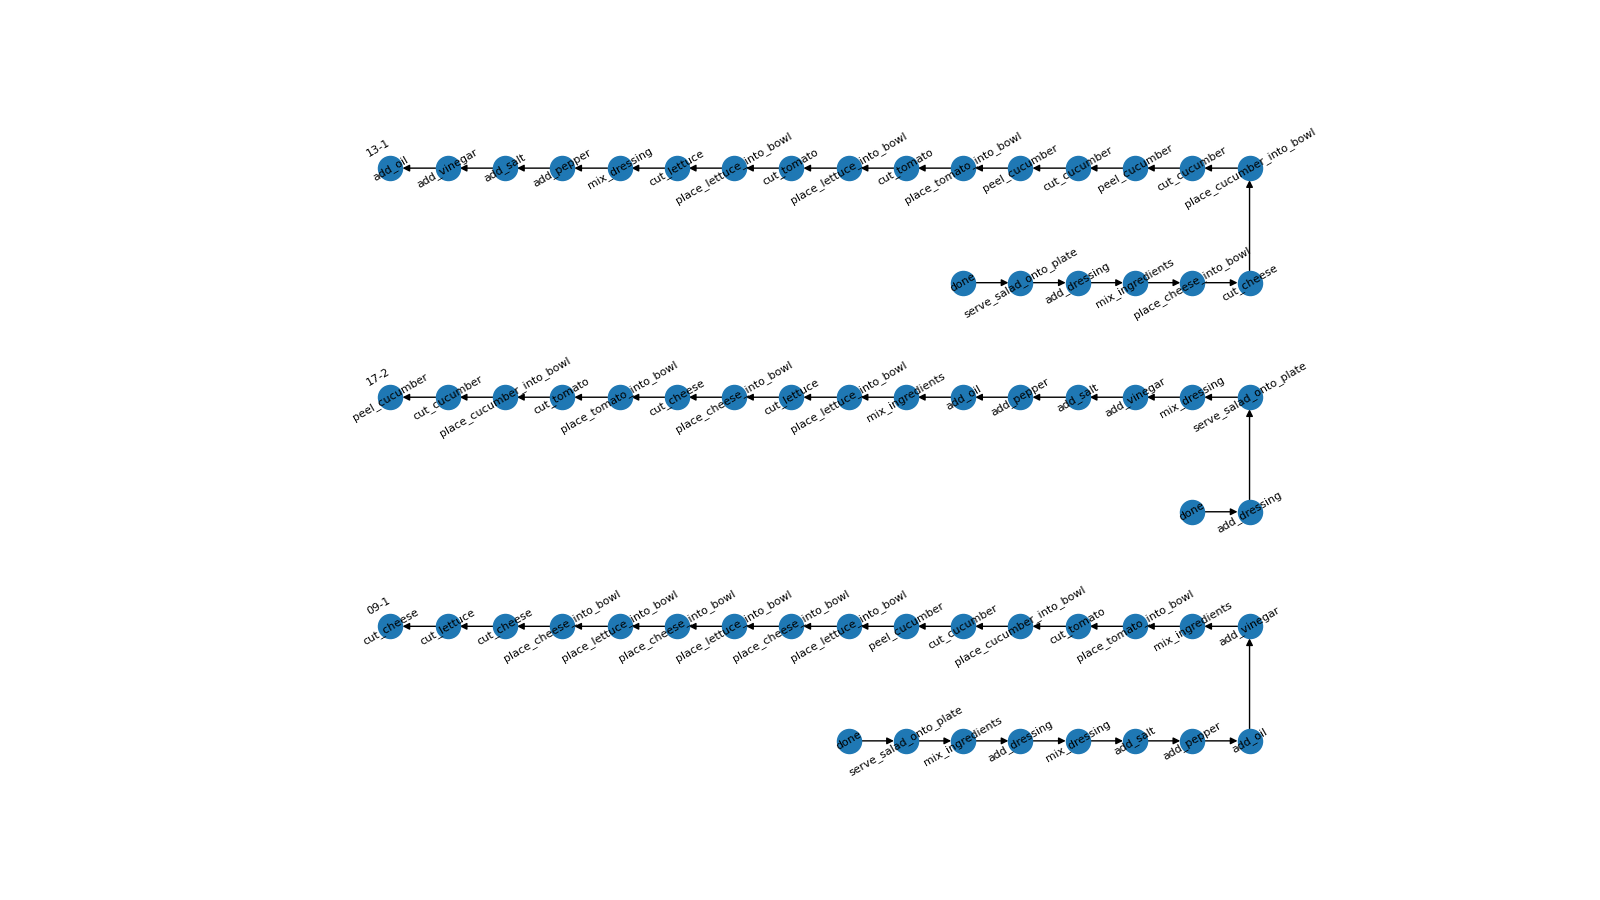 13-1
add_oil add_vinegar add_salt add_pepper mix_dressing cut_lettuce place_lettuce_into_bowl cut_tomato place_lettuce_into_bowl cut_tomato place_tomato_into_bowl peel_cucumber cut_cucumber peel_cucumber cut_cucumber place_cucumber_into_bowl
done serve_salad_onto_plate add_dressing mix_ingredients place_cheese_into_bowl cut_cheese
17-2
peel_cucumber cut_cucumber place_cucumber_into_bowl cut_tomato place_tomato_into_bowl cut_cheese place_cheese_into_bowl cut_lettuce place_lettuce_into_bowl mix_ingredients add_oil add_pepper add_salt add_vinegar mix_dressing serve_salad_onto_plate
done add_dressing
09-1
cut_cheese cut_lettuce cut_cheese place_cheese_into_bowl place_lettuce_into_bowl place_cheese_into_bowl place_lettuce_into_bowl place_cheese_into_bowl place_lettuce_into_bowl peel_cucumber cut_cucumber place_cucumber_into_bowl cut_tomato place_tomato_into_bowl mix_ingredients add_vinegar
done serve_salad_onto_plate mix_ingredients add_dressing mix_dressing add_salt add_pepper add_oil